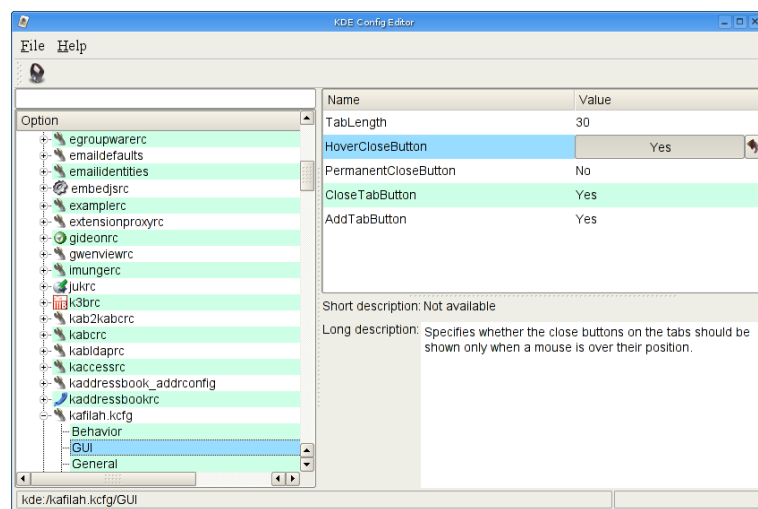 KDE Config Editor
File Help
Name Value
Option
egroupwarerc
emaildefaults
emailidentities
embedjsrc
examplerc
extensionproxyrc
gideonrc
gwenviewrc
imungerc
jukrc
k3brc
kab2kabcrc
kabcrc
kabldaprc
kaccessrc
kaddressbook_addrconfig
kaddressbookrc
kafilah.kcfg
Behavior
GUI
General
TabLength 30
HoverCloseButton Yes
PermanentCloseButton No
CloseTabButton Yes
AddTabButton Yes
Short description: Not available
Long description: Specifies whether the close buttons on the tabs should be
shown only when a mouse is over their position.
kde:/kafilah.kcfg/GUI